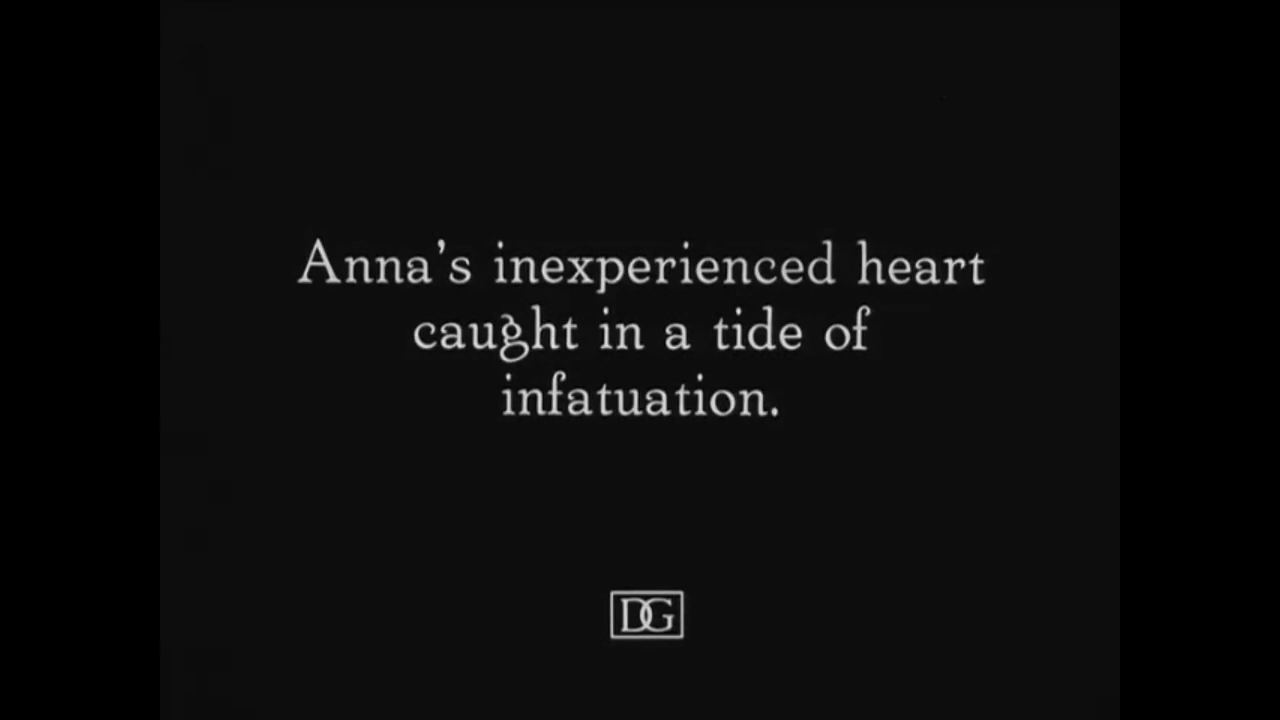 Anna's inexperienced heart
caught in a tide of
infatuation.
DG